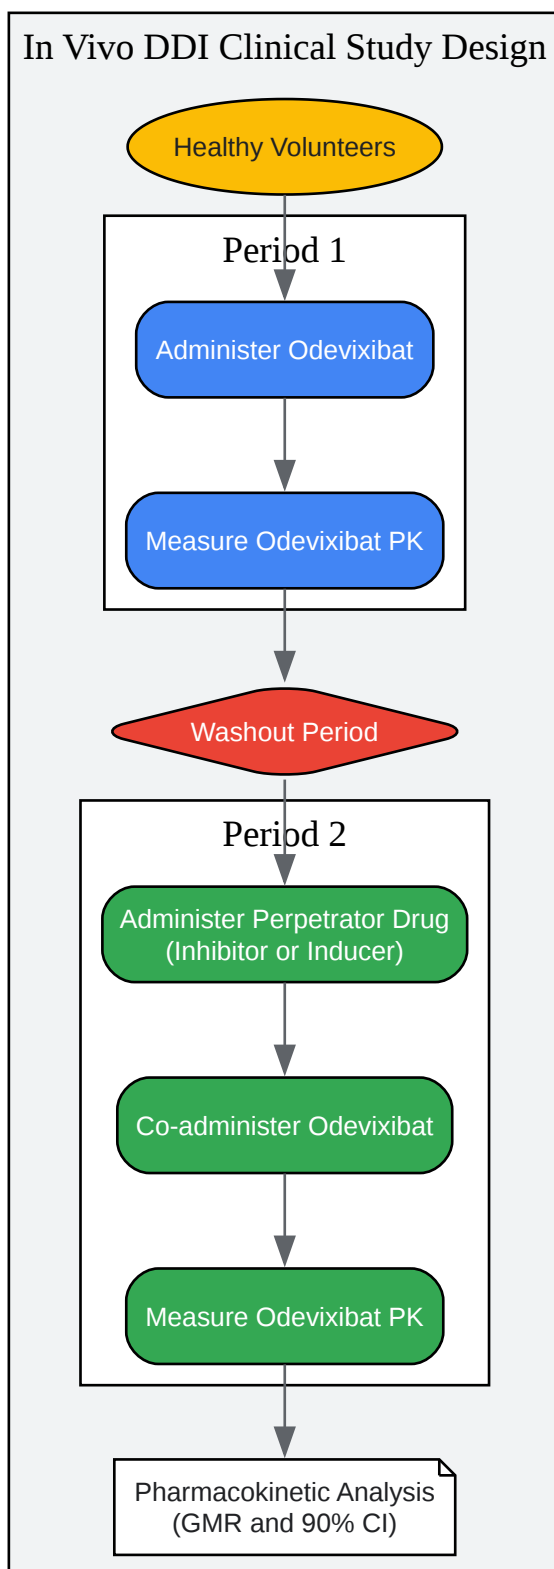 In Vivo DDI Clinical Study Design
Healthy Volunteers
Period 1
Administer Odevixibat
Measure Odevixibat PK
Washout Period
Period 2
Administer Perpetrator Drug
(Inhibitor or Inducer)
Co-administer Odevixibat
Measure Odevixibat PK
Pharmacokinetic Analysis
(GMR and 90% CI)